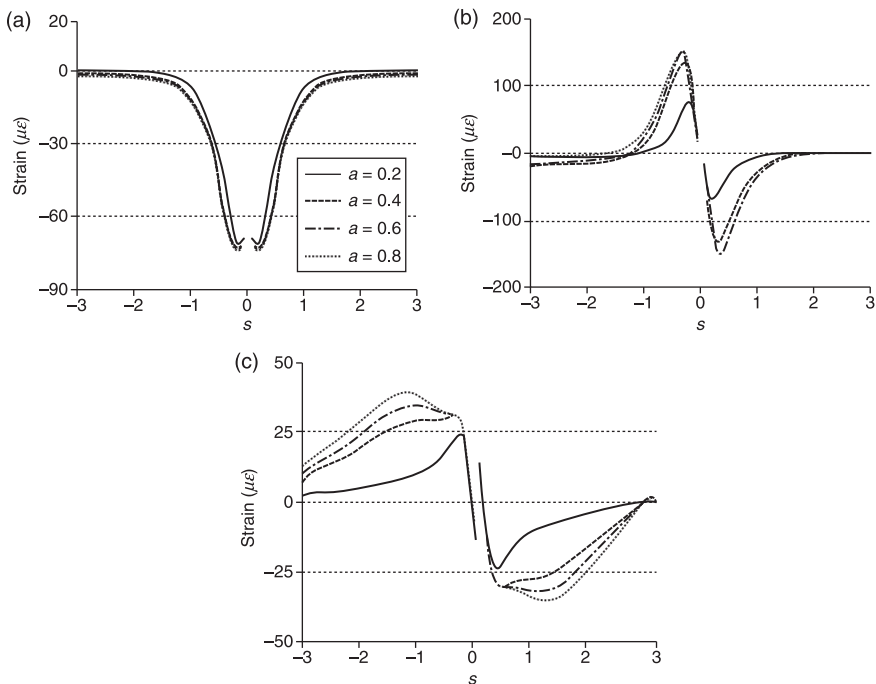 (a)
20
0
−30
−60
−90
Strain (με)
−3 −2 −1 0 1 2 3
s
a = 0.2
a = 0.4
a = 0.6
a = 0.8
(b)
200
100
−0
−100
−200
Strain (με)
−3 −2 −1 0 1 2 3
s
(c)
50
25
0
−25
−50
Strain (με)
−3 −2 −1 0 1 2 3
s